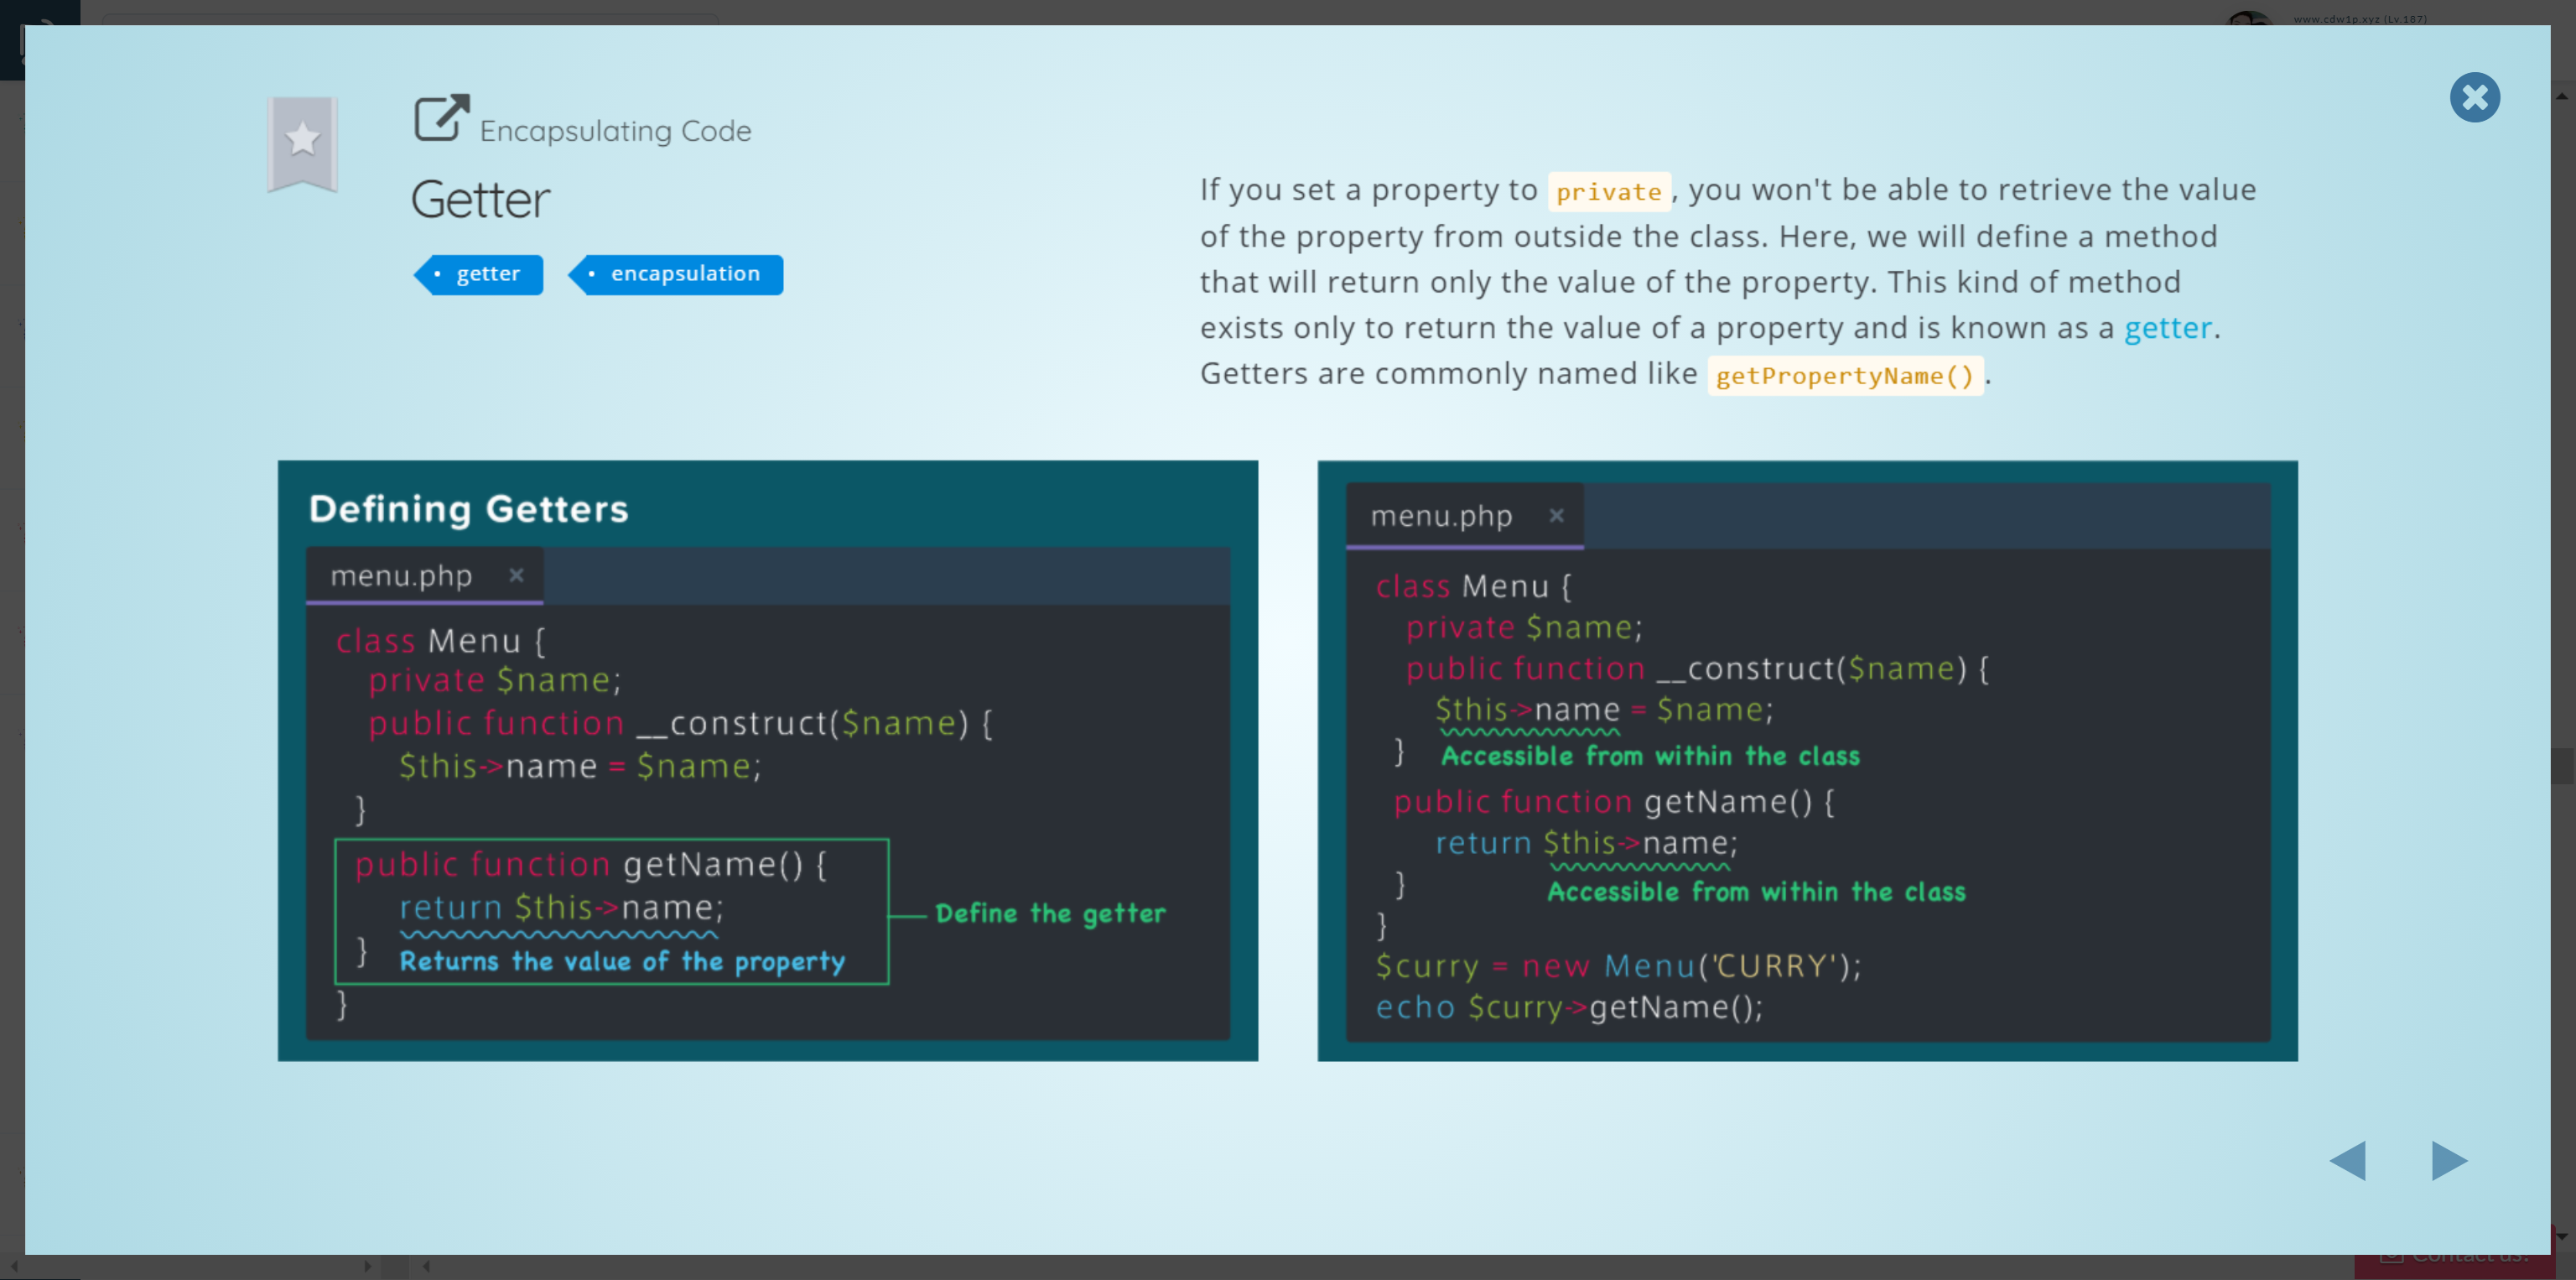 www.cdw1p.xyz (Lv.187)
Encapsulating Code
Getter
getter
encapsulation
If you set a property to private, you won't be able to retrieve the value
of the property from outside the class. Here, we will define a method
that will return only the value of the property. This kind of method
exists only to return the value of a property and is known as a getter.
Getters are commonly named like getPropertyName().
Defining Getters
menu.php
class Menu {
private $name;
public function __construct($name) {
$this->name = $name;
}
public function getName() {
return $this->name;
} Returns the value of the property
Define the getter
}
menu.php
class Menu {
private $name;
public function __construct($name) {
$this->name = $name;
} Accessible from within the class
public function getName() {
return $this->name;
} Accessible from within the class
}
$curry = new Menu('CURRY');
echo $curry->getName();
Contact us!